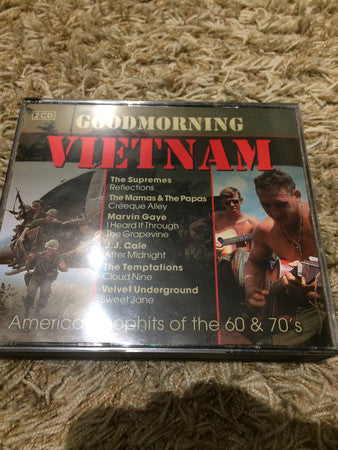 2 CD
GOODMORNING
VIETNAM
The Supremes
Reflections
The Mamas & The Papas
Creeque Alley
Marvin Gaye
I Heard It Through
The Grapevine
J.J. Cale
After Midnight
The Temptations
Cloud Nine
Velvet Underground
Sweet Jane
American tophits of the 60 & 70's